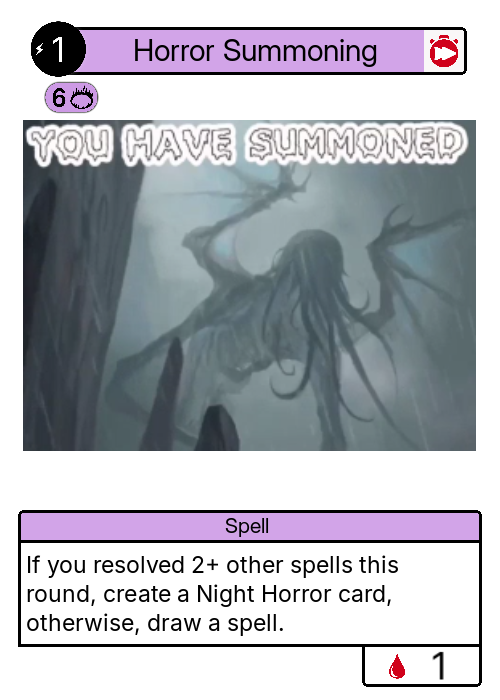 1 Horror Summoning
6
YOU HAVE SUMMONED
Spell
If you resolved 2+ other spells this
round, create a Night Horror card,
otherwise, draw a spell.
1